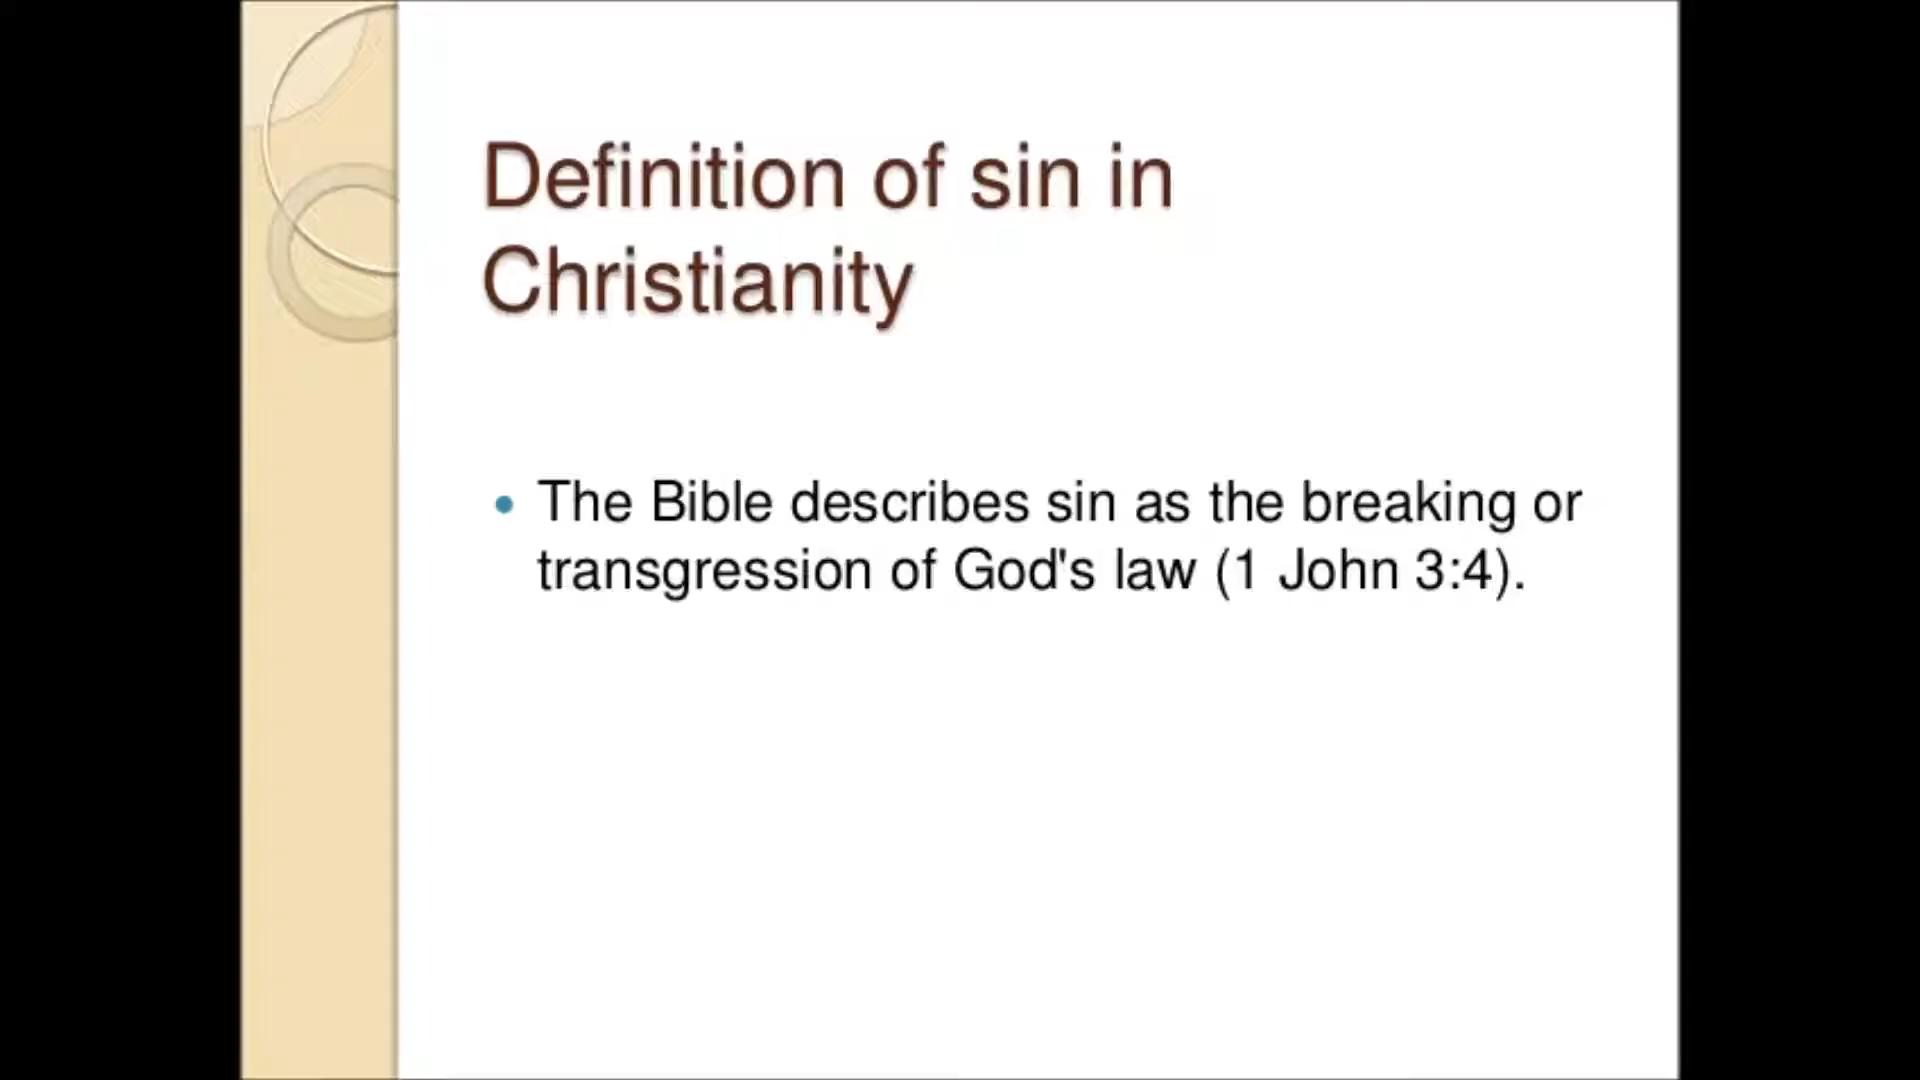 Definition of sin in
Christianity
• The Bible describes sin as the breaking or
transgression of God's law (1 John 3:4).